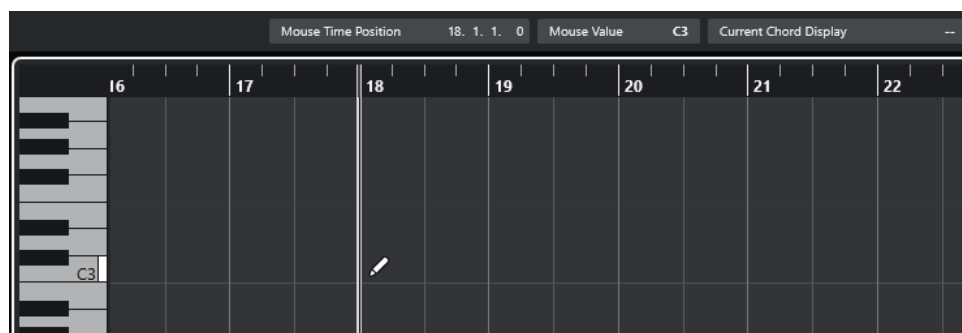 Mouse Time Position 18. 1. 1. 0 Mouse Value C3 Current Chord Display --
16 17 18 19 20 21 22
C3